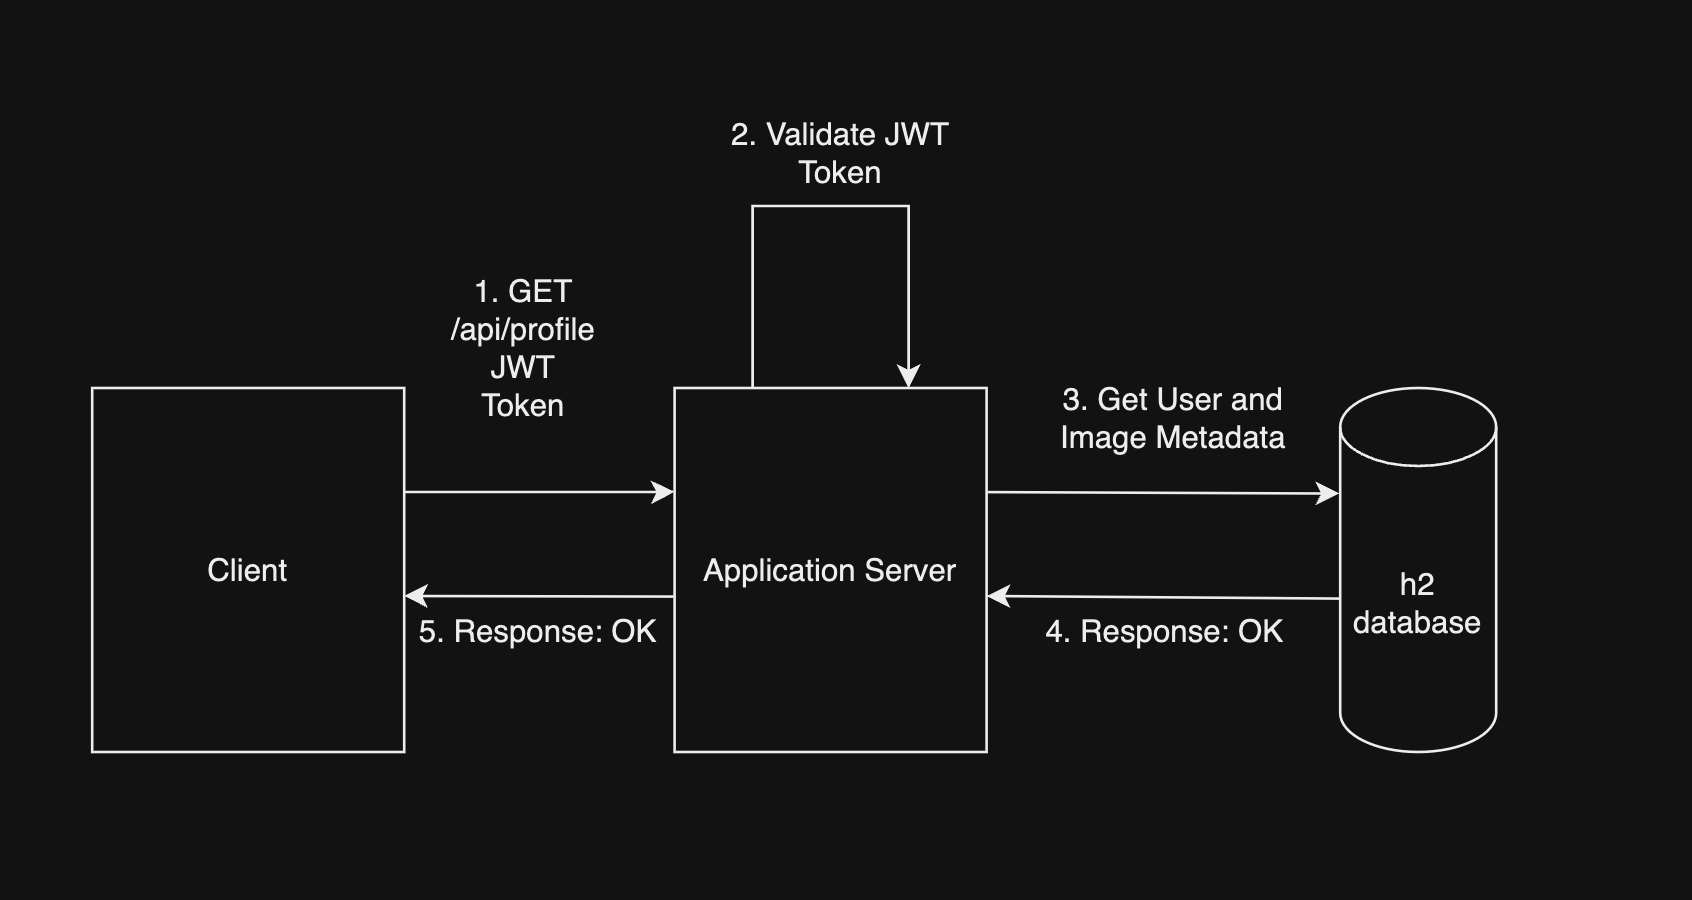 2. Validate JWT
Token
1. GET
/api/profile
JWT
Token
3. Get User and
Image Metadata
Client
Application Server
h2
database
5. Response: OK
4. Response: OK